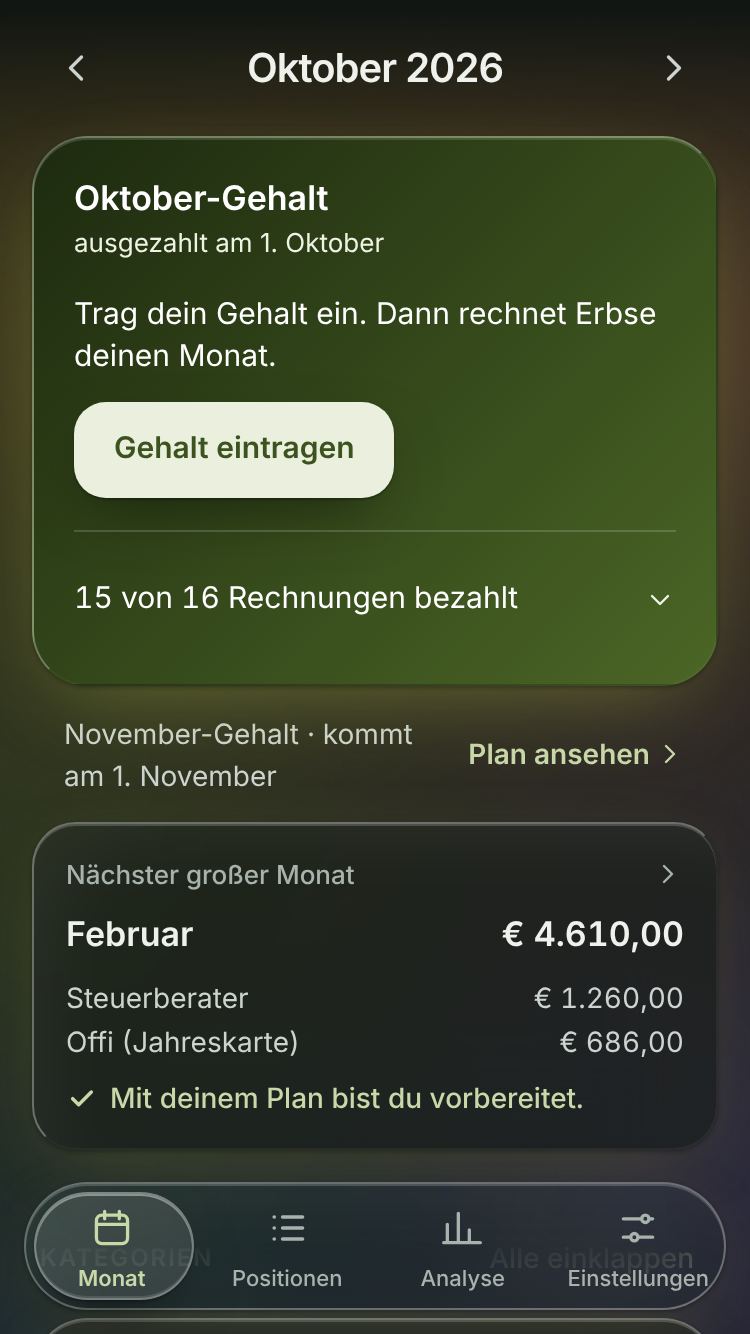 Oktober 2026
Oktober-Gehalt
ausgezahlt am 1. Oktober
Trag dein Gehalt ein. Dann rechnet Erbse
deinen Monat.
Gehalt eintragen
15 von 16 Rechnungen bezahlt
November-Gehalt · kommt
am 1. November
Plan ansehen
Nächster großer Monat
Februar € 4.610,00
Steuerberater € 1.260,00
Offi (Jahreskarte) € 686,00
Mit deinem Plan bist du vorbereitet.
KATEGORIEN Alle einklappen
Monat Positionen Analyse Einstellungen